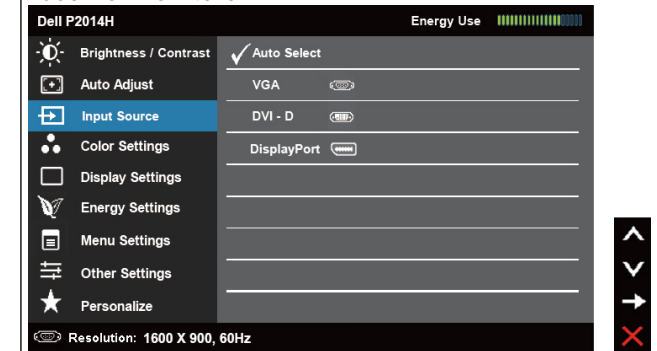 Dell P2014H Energy Use
Brightness / Contrast Auto Select
Auto Adjust VGA
Input Source DVI - D
Color Settings DisplayPort
Display Settings
Energy Settings
Menu Settings
Other Settings
Personalize
Resolution: 1600 X 900, 60Hz